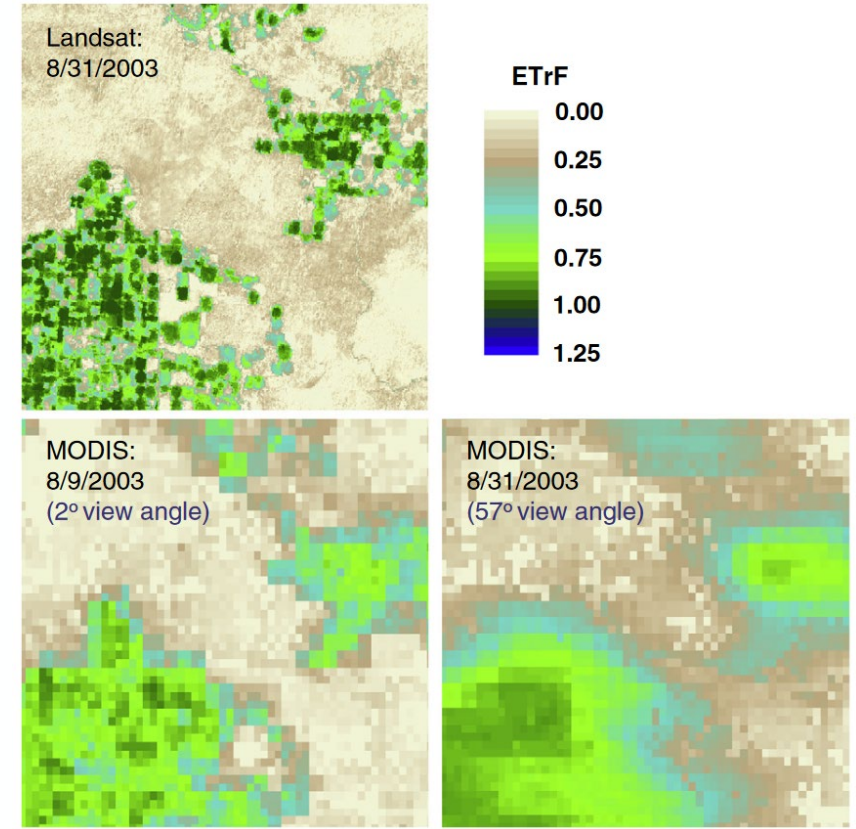 Landsat:
8/31/2003
ETrF
0.00
0.25
0.50
0.75
1.00
1.25
MODIS:
8/9/2003
(2º view angle)
MODIS:
8/31/2003
(57º view angle)